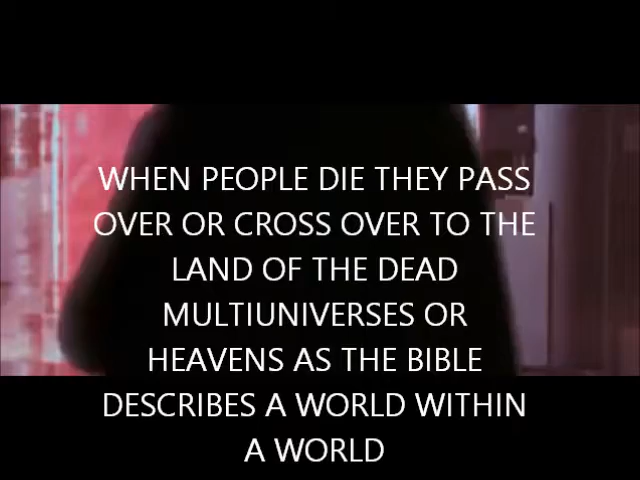 WHEN PEOPLE DIE THEY PASS
OVER OR CROSS OVER TO THE
LAND OF THE DEAD
MULTIUNIVERSES OR
HEAVENS AS THE BIBLE
DESCRIBES A WORLD WITHIN
A WORLD